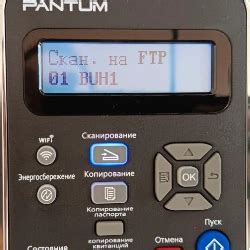 PANTUM
Скан. на FTP
01 BUH1
WiFi
Сканирование
Энергосбережение
Копирование
OK
Копирование
паспорта
Пуск
копирование
квитанций
Отмена
Состояние